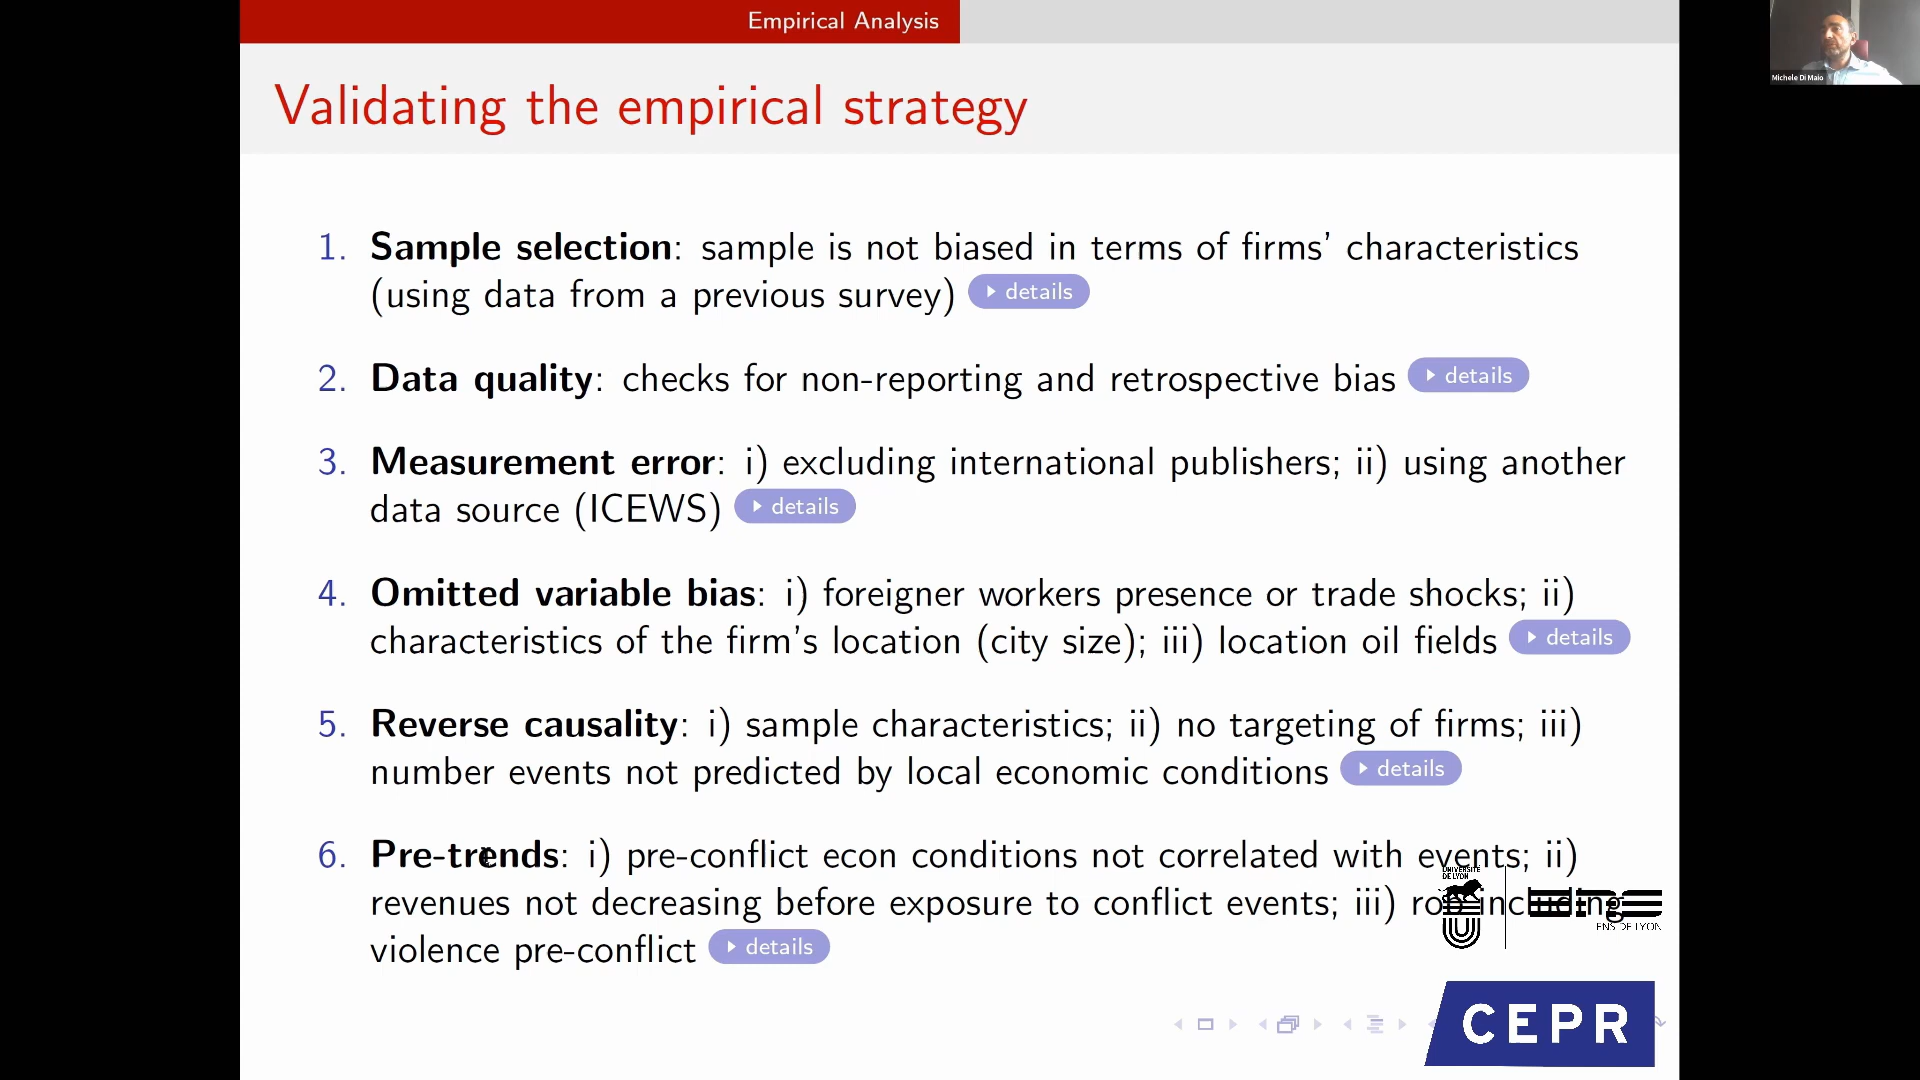 Empirical Analysis
Michele Di Maio
Validating the empirical strategy
1. Sample selection: sample is not biased in terms of firms' characteristics
(using data from a previous survey) details
2. Data quality: checks for non-reporting and retrospective bias details
3. Measurement error: i) excluding international publishers; ii) using another
data source (ICEWS) details
4. Omitted variable bias: i) foreigner workers presence or trade shocks; ii)
characteristics of the firm's location (city size); iii) location oil fields details
5. Reverse causality: i) sample characteristics; ii) no targeting of firms; iii)
number events not predicted by local economic conditions details
6. Pre-trends: i) pre-conflict econ conditions not correlated with events; ii)
revenues not decreasing before exposure to conflict events; iii) rob including
violence pre-conflict details
UNIVERSITÉ
DE LYON
ENS DE LYON
CEPR